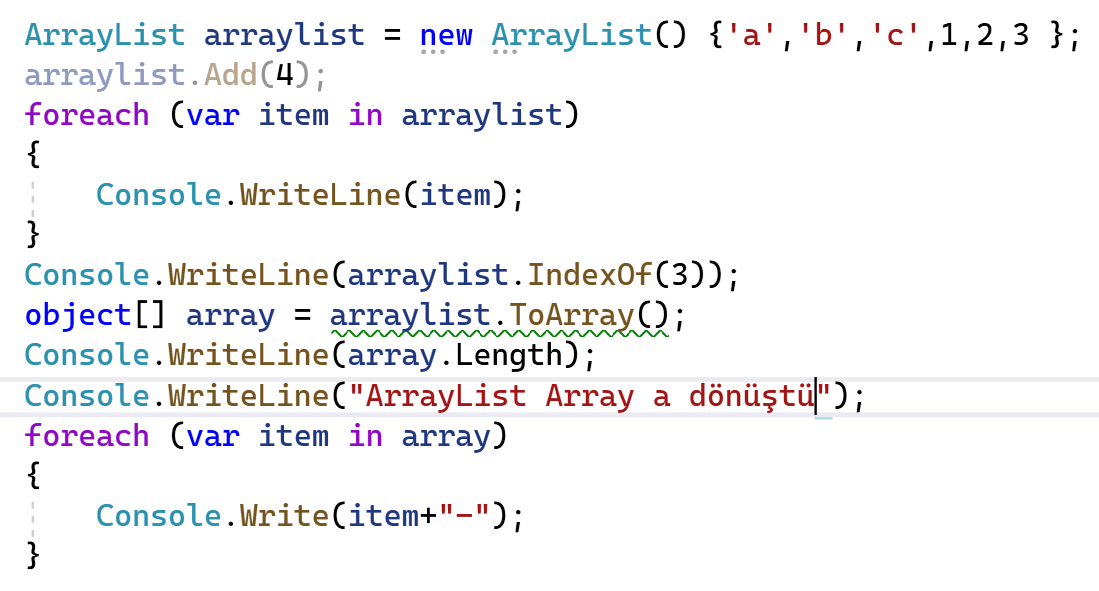 ArrayList arraylist = new ArrayList() {'a','b','c',1,2,3 };
arraylist.Add(4);
foreach (var item in arraylist)
{
    Console.WriteLine(item);
}
Console.WriteLine(arraylist.IndexOf(3));
object[] array = arraylist.ToArray();
Console.WriteLine(array.Length);
Console.WriteLine("ArrayList Array a dönüştü");
foreach (var item in array)
{
    Console.Write(item+"-");
}